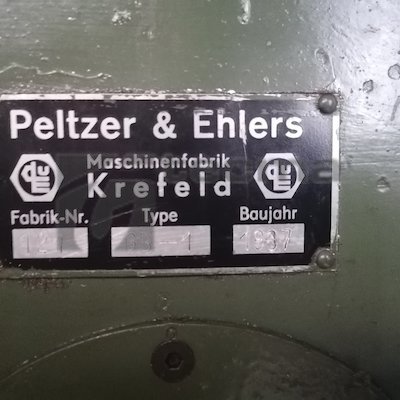 Peltzer & Ehlers
Maschinenfabrik
Krefeld
Fabrik-Nr. Type Baujahr
1937